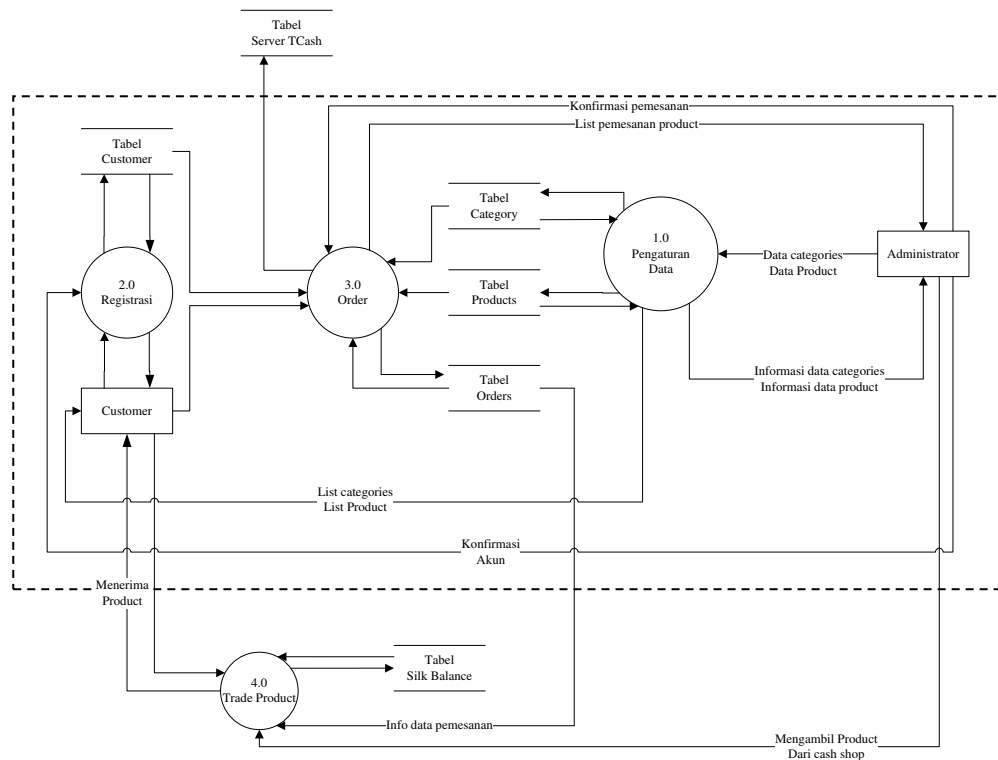 Tabel
Server TCash
Konfirmasi pemesanan
List pemesanan product
Tabel
Customer
Tabel
Category
1.0
Pengaturan
Data
Data categories
Data Product
Administrator
2.0
Registrasi
3.0
Order
Tabel
Products
Informasi data categories
Informasi data product
Tabel
Orders
Customer
List categories
List Product
Konfirmasi
Akun
Menerima
Product
4.0
Trade Product
Tabel
Silk Balance
Info data pemesanan
Mengambil Product
Dari cash shop